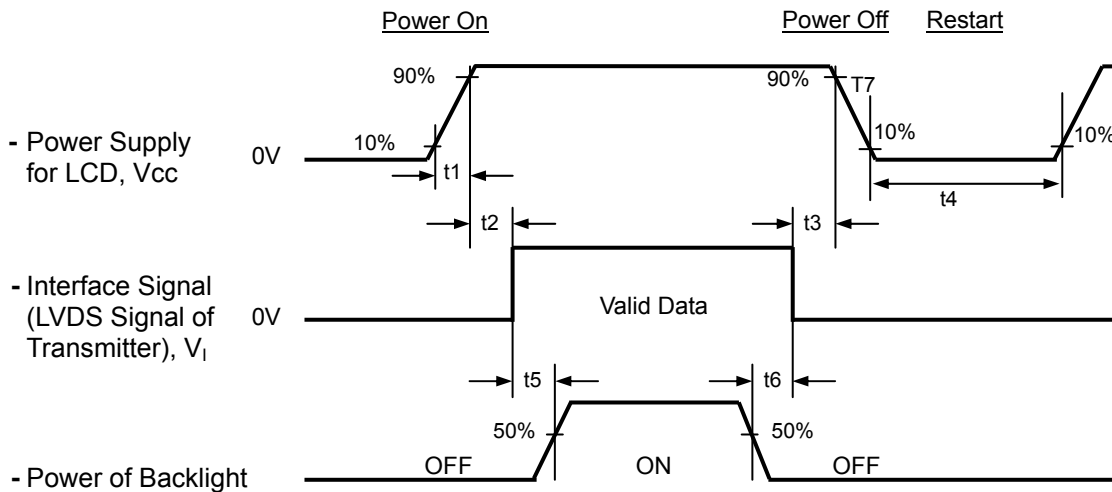 Power On
Power Off
Restart
90%
90%
T7
- Power Supply
for LCD, Vcc
0V
10%
10%
10%
t1
t4
t2
t3
- Interface Signal
(LVDS Signal of
Transmitter), VI
0V
Valid Data
t5
t6
50%
50%
- Power of Backlight
OFF
ON
OFF